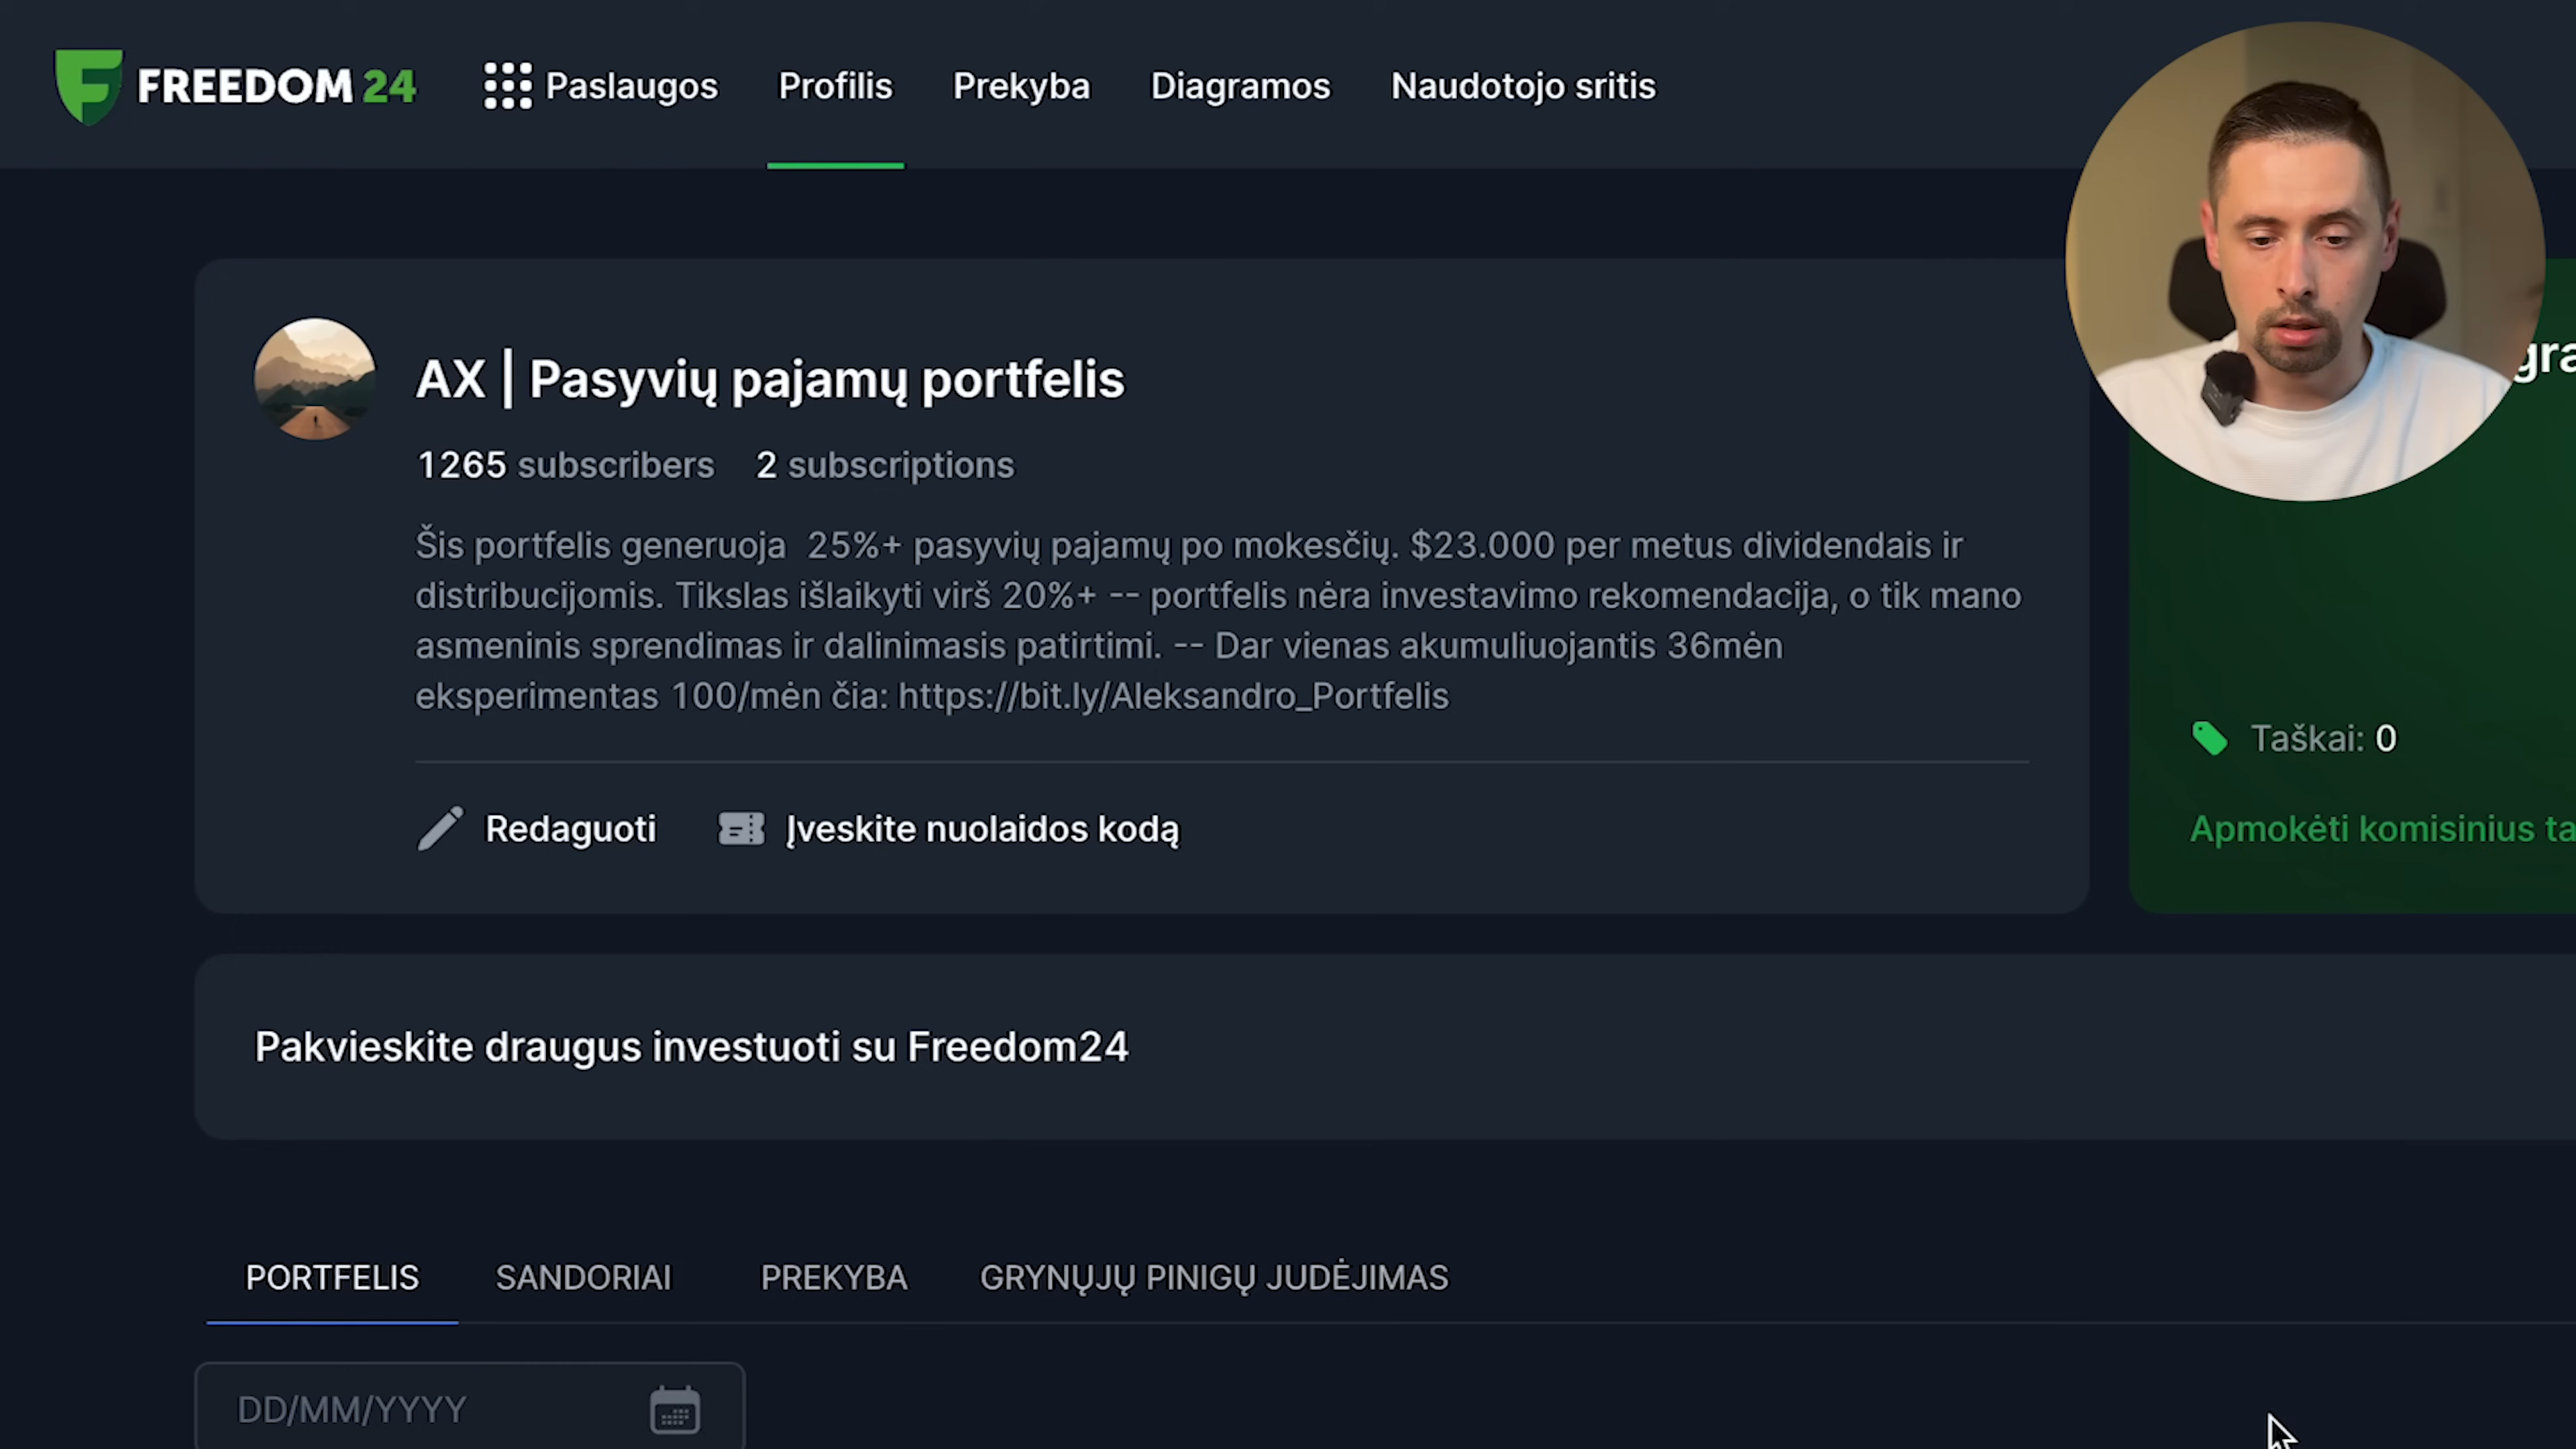 FREEDOM 24
Paslaugos
Profilis
Prekyba
Diagramos
Naudotojo sritis
AX | Pasyvių pajamų portfelis
1265 subscribers 2 subscriptions
Šis portfelis generuoja 25%+ pasyvių pajamų po mokesčių. $23.000 per metus dividendais ir
distribucijomis. Tikslas išlaikyti virš 20%+ -- portfelis nėra investavimo rekomendacija, o tik mano
asmeninis sprendimas ir dalinimasis patirtimi. -- Dar vienas akumuliuojantis 36mėn
eksperimentas 100/mėn čia: https://bit.ly/Aleksandro_Portfelis
Redaguoti
Įveskite nuolaidos kodą
Taškai: 0
Apmokėti komisinius
Pakvieskite draugus investuoti su Freedom24
PORTFELIS
SANDORIAI
PREKYBA
GRYNŲJŲ PINIGŲ JUDĖJIMAS
DD/MM/YYYY